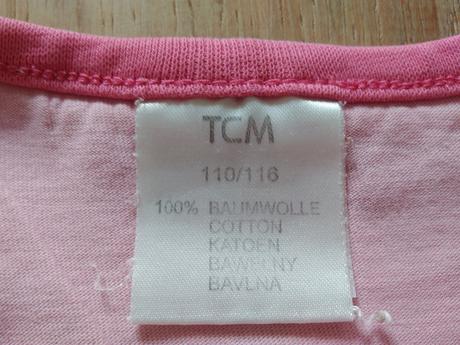 TCM
110/116
100% BAUMWOLLE
COTTON
KATOEN
BAWEŁNY
BAVLNA